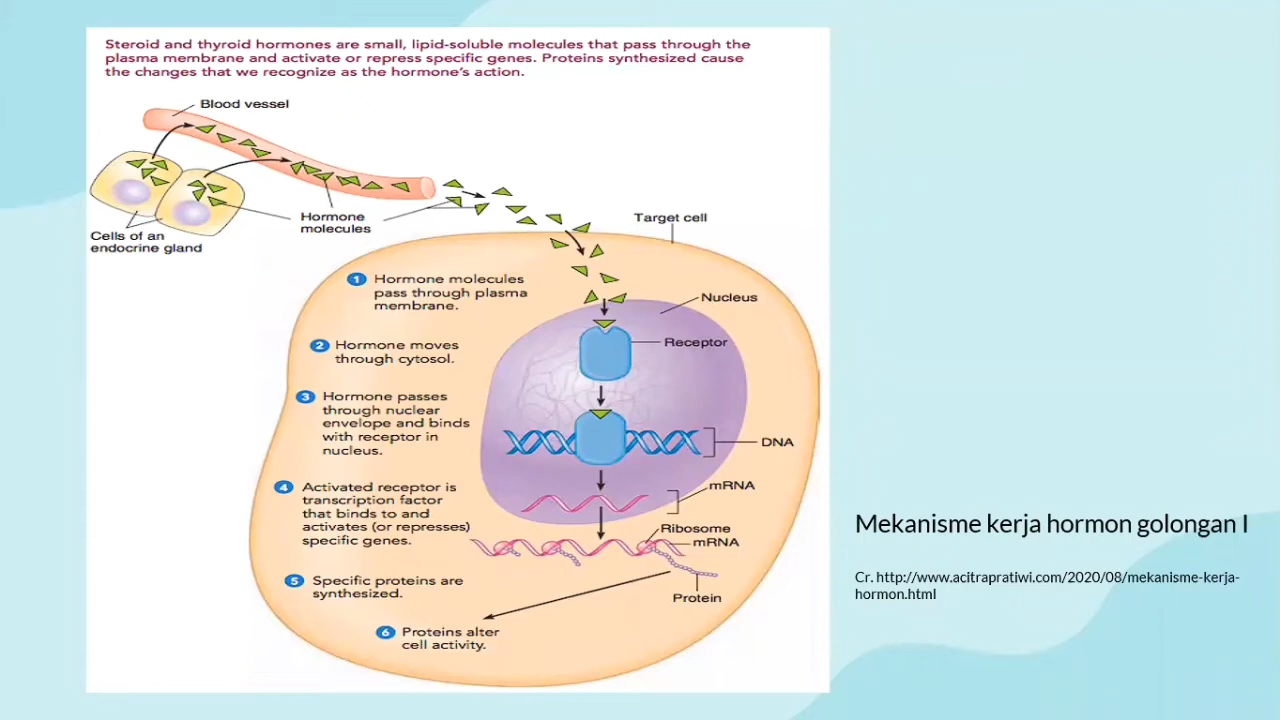 Steroid and thyroid hormones are small, lipid-soluble molecules that pass through the
plasma membrane and activate or repress specific genes. Proteins synthesized cause
the changes that we recognize as the hormone's action.
Blood vessel
Hormone
molecules
Cells of an
endocrine gland
Target cell
1 Hormone molecules
pass through plasma
membrane.
Nucleus
2 Hormone moves
through cytosol.
Receptor
3 Hormone passes
through nuclear
envelope and binds
with receptor in
nucleus.
DNA
4 Activated receptor is
transcription factor
that binds to and
activates (or represses)
specific genes.
mRNA
Ribosome
mRNA
5 Specific proteins are
synthesized.
Protein
6 Proteins alter
cell activity.
Mekanisme kerja hormon golongan I
Cr. http://www.acitrapratiwi.com/2020/08/mekanisme-kerja-
hormon.html